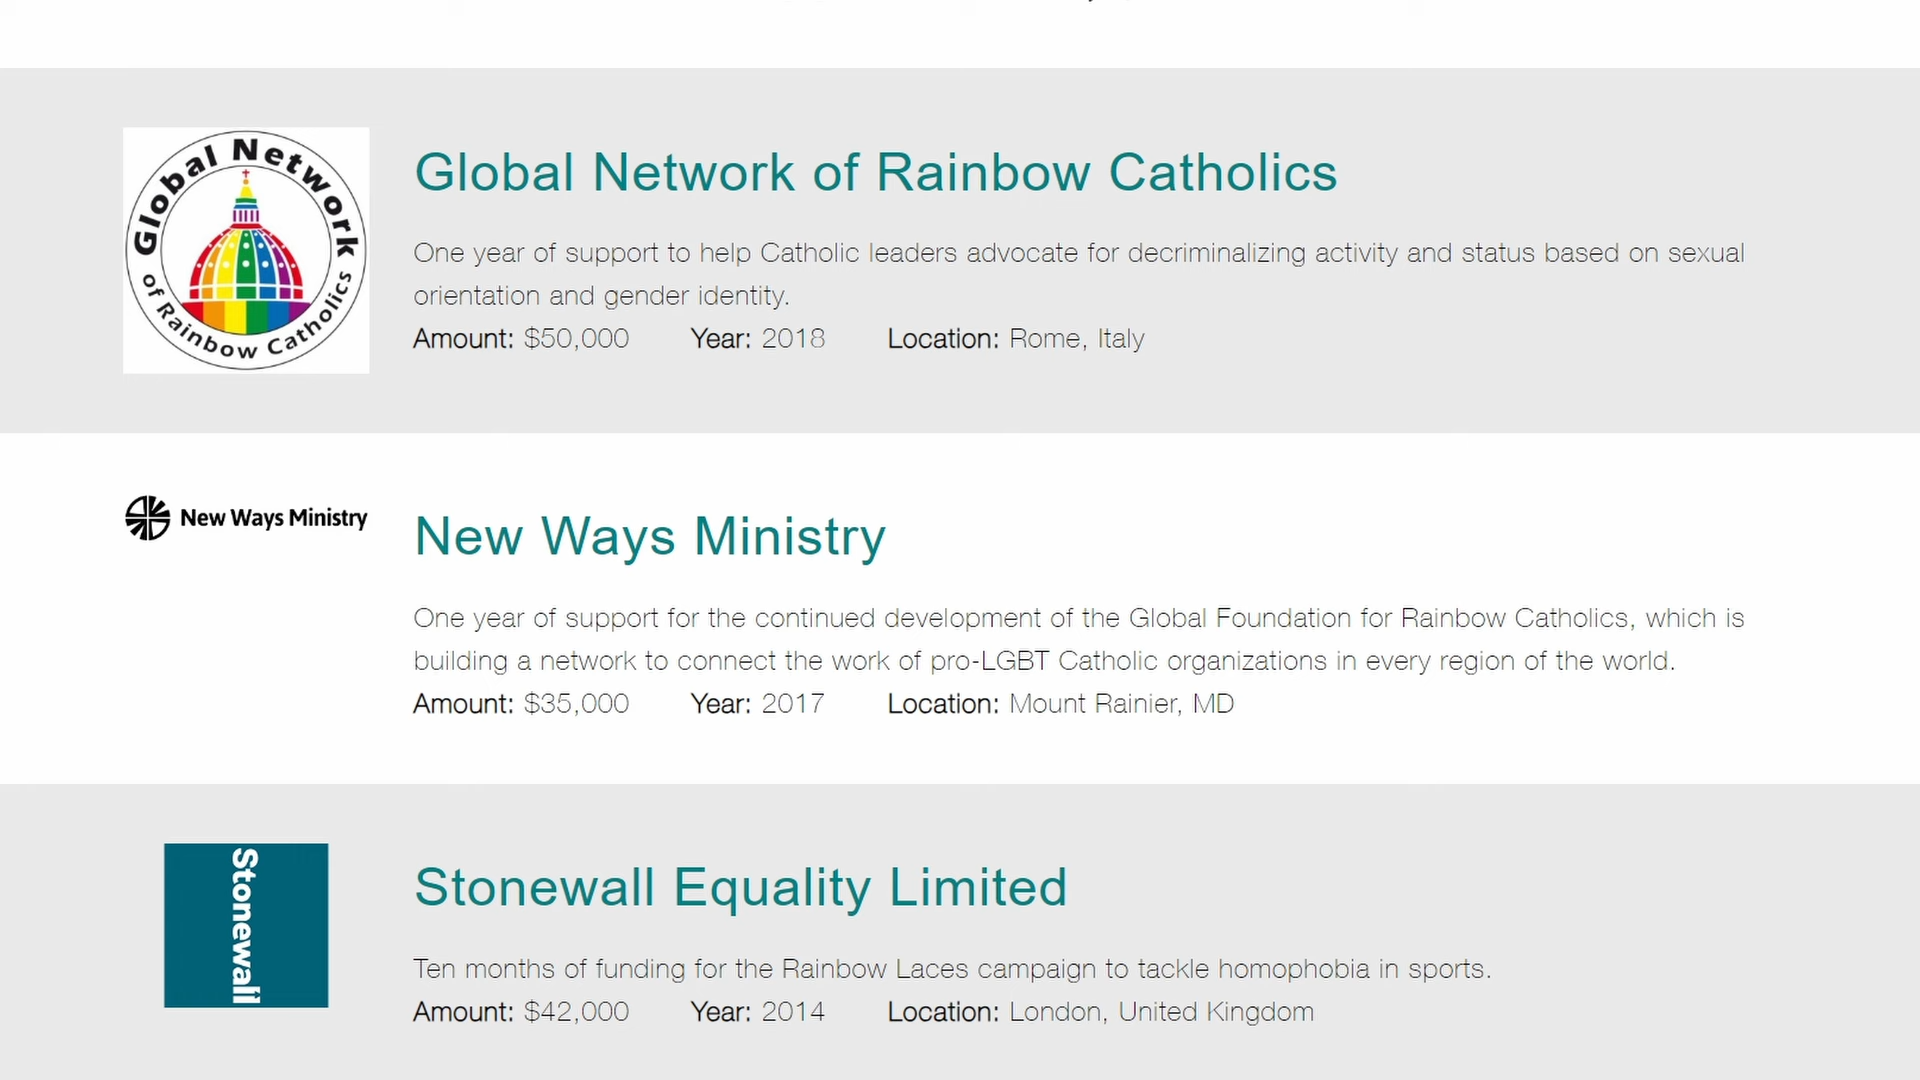 Global Network
of Rainbow Catholics
Global Network of Rainbow Catholics
One year of support to help Catholic leaders advocate for decriminalizing activity and status based on sexual
orientation and gender identity.
Amount: $50,000 Year: 2018 Location: Rome, Italy
New Ways Ministry
New Ways Ministry
One year of support for the continued development of the Global Foundation for Rainbow Catholics, which is
building a network to connect the work of pro-LGBT Catholic organizations in every region of the world.
Amount: $35,000 Year: 2017 Location: Mount Rainier, MD
Stonewall
Stonewall Equality Limited
Ten months of funding for the Rainbow Laces campaign to tackle homophobia in sports.
Amount: $42,000 Year: 2014 Location: London, United Kingdom